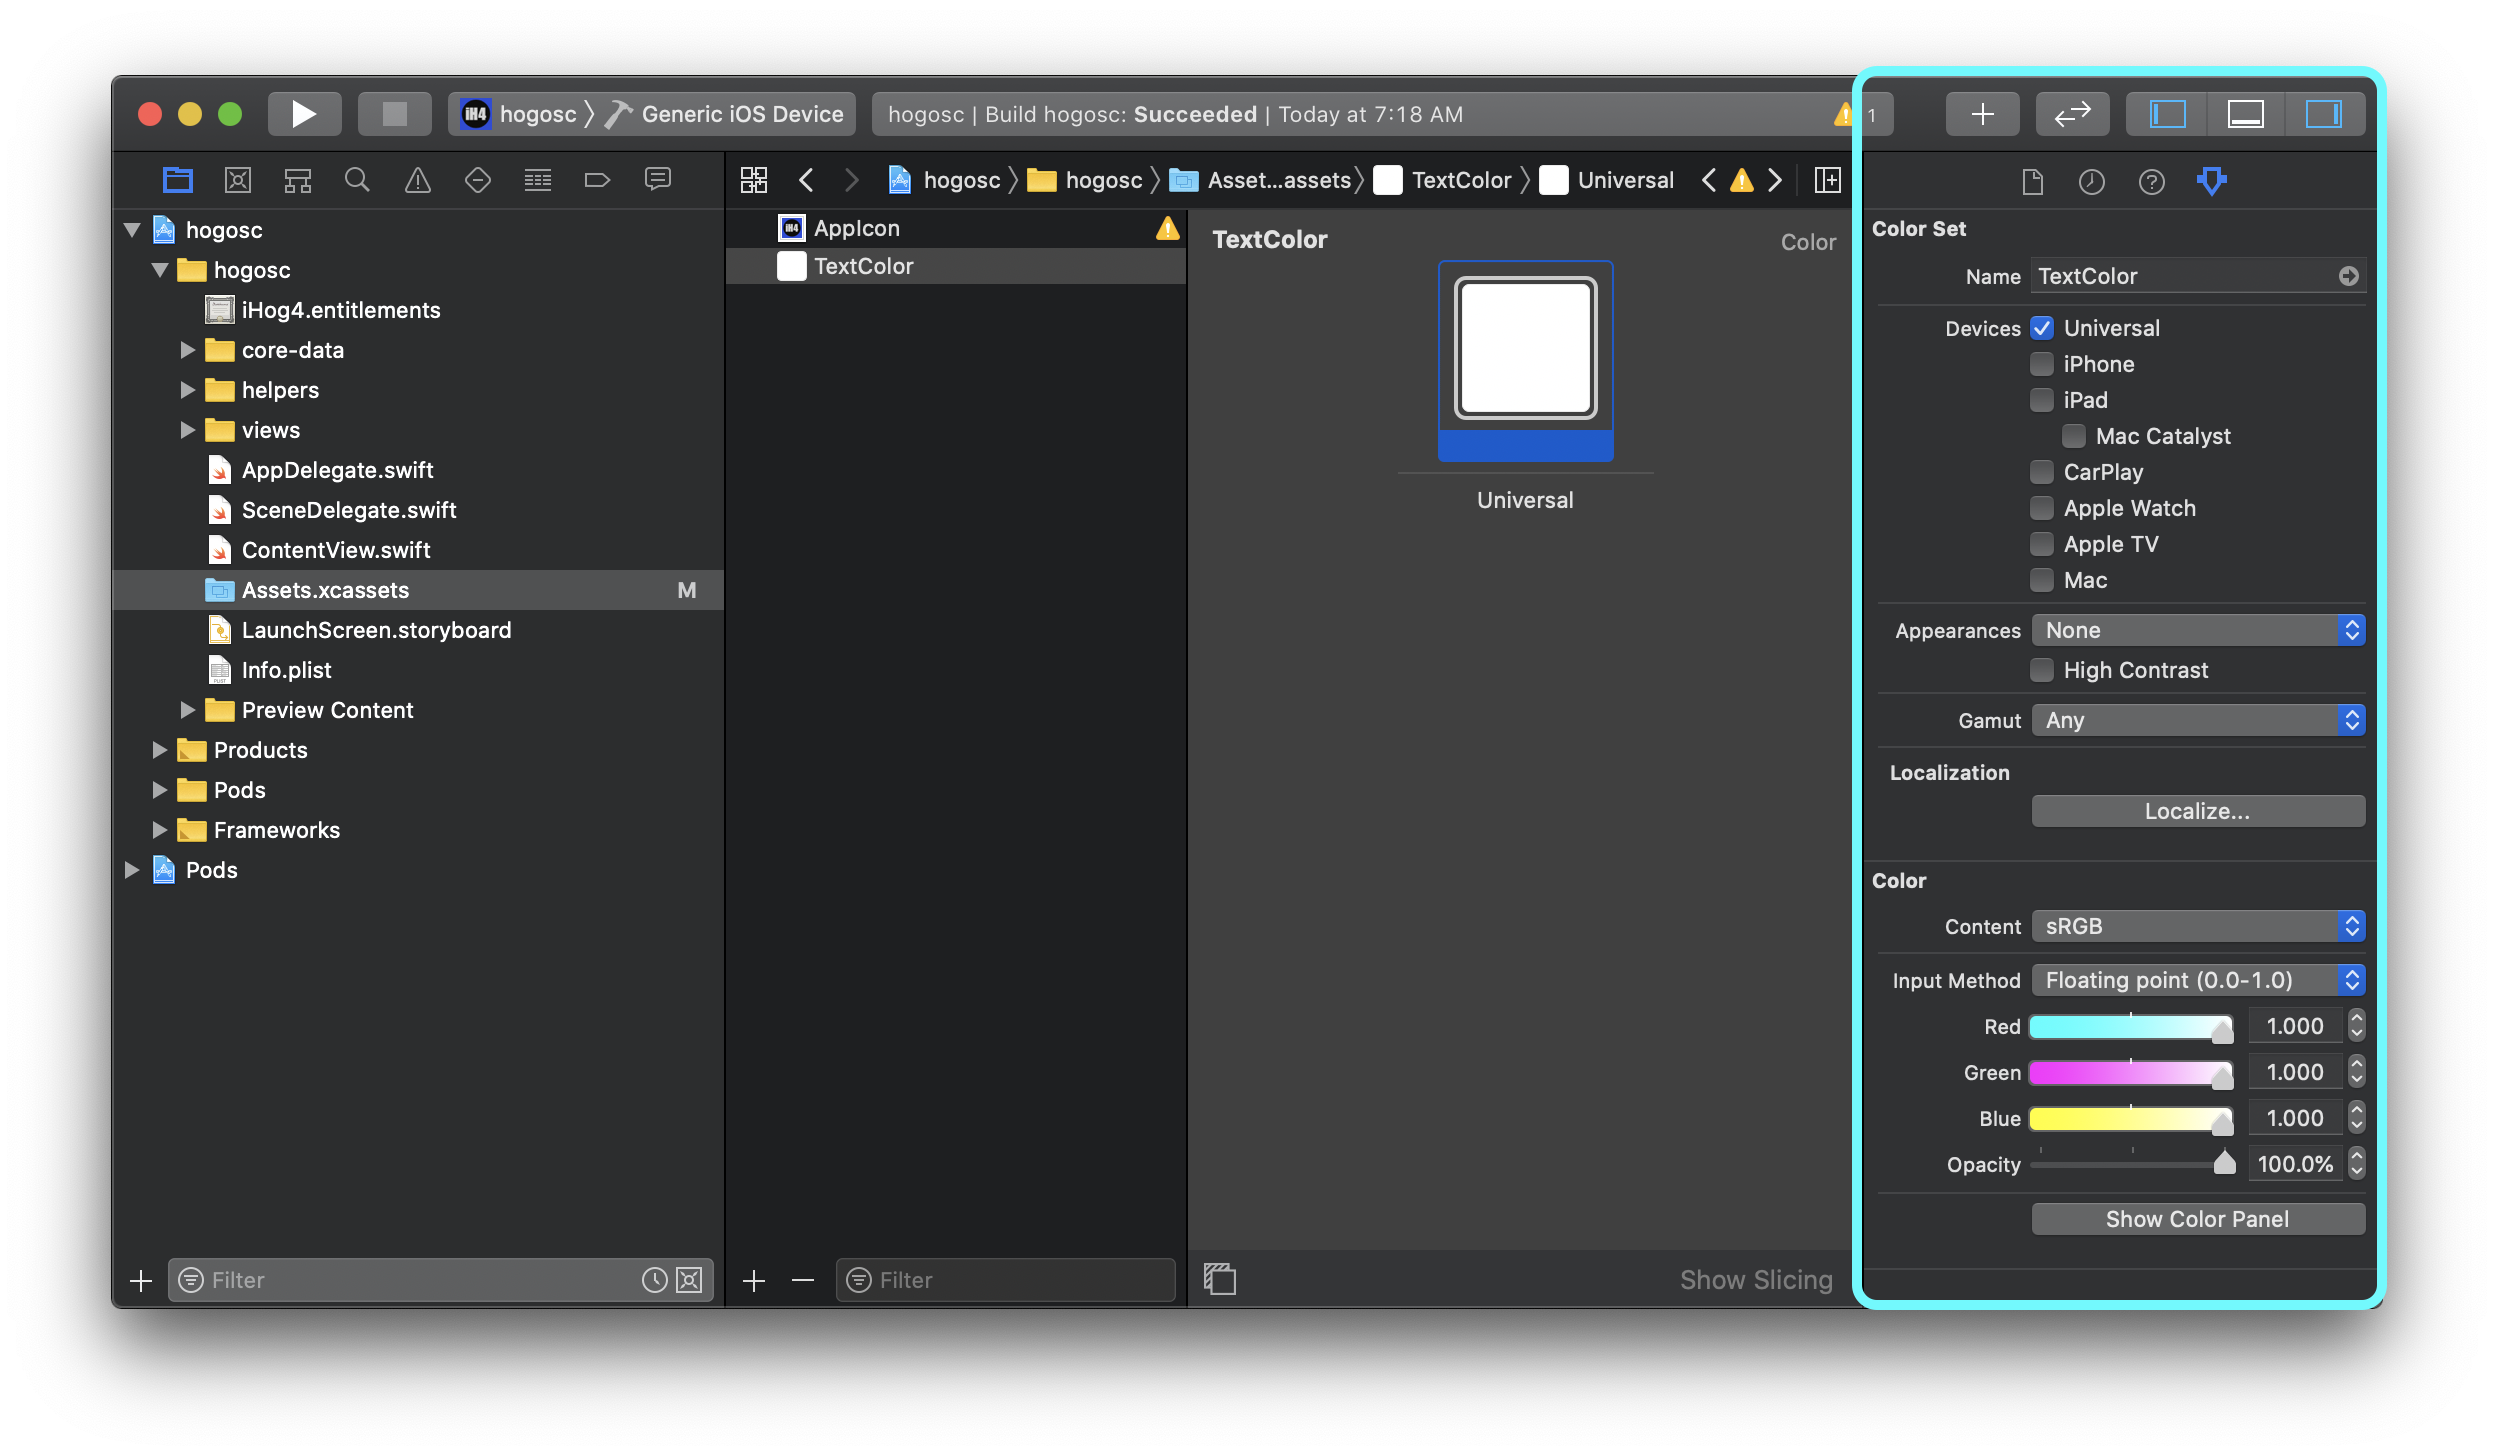 iH4 hogosc 〉 Generic iOS Device
hogosc | Build hogosc: Succeeded | Today at 7:18 AM
1
hogosc 〉 hogosc 〉 Asset...assets 〉 TextColor 〉 Universal
hogosc
hogosc
iHog4.entitlements
core-data
helpers
views
AppDelegate.swift
SceneDelegate.swift
ContentView.swift
Assets.xcassets M
LaunchScreen.storyboard
Info.plist
Preview Content
Products
Pods
Frameworks
Pods
Filter
iH4 AppIcon
TextColor
Filter
TextColor
Color
Universal
Show Slicing
Color Set
Name TextColor
Devices Universal
iPhone
iPad
Mac Catalyst
CarPlay
Apple Watch
Apple TV
Mac
Appearances None
High Contrast
Gamut Any
Localization
Localize...
Color
Content sRGB
Input Method Floating point (0.0-1.0)
Red 1.000
Green 1.000
Blue 1.000
Opacity 100.0%
Show Color Panel